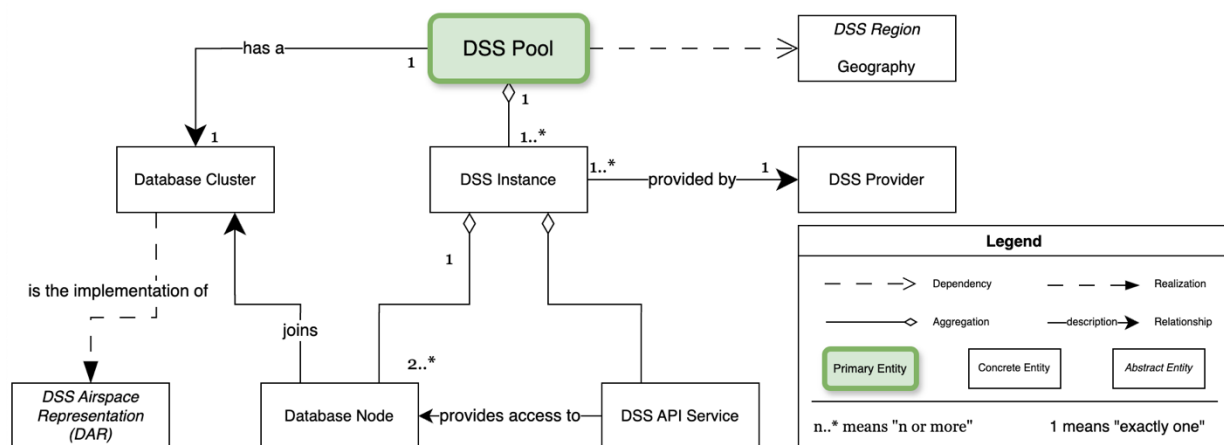 has a
1
DSS Pool
DSS Region
Geography
1
1
1..*
Database Cluster
DSS Instance
1..*
provided by
1
DSS Provider
1
is the implementation of
joins
2..*
DSS Airspace
Representation
(DAR)
Database Node
provides access to
DSS API Service
Legend
Dependency
Realization
Aggregation
description
Relationship
Primary Entity
Concrete Entity
Abstract Entity
n..* means "n or more"
1 means "exactly one"